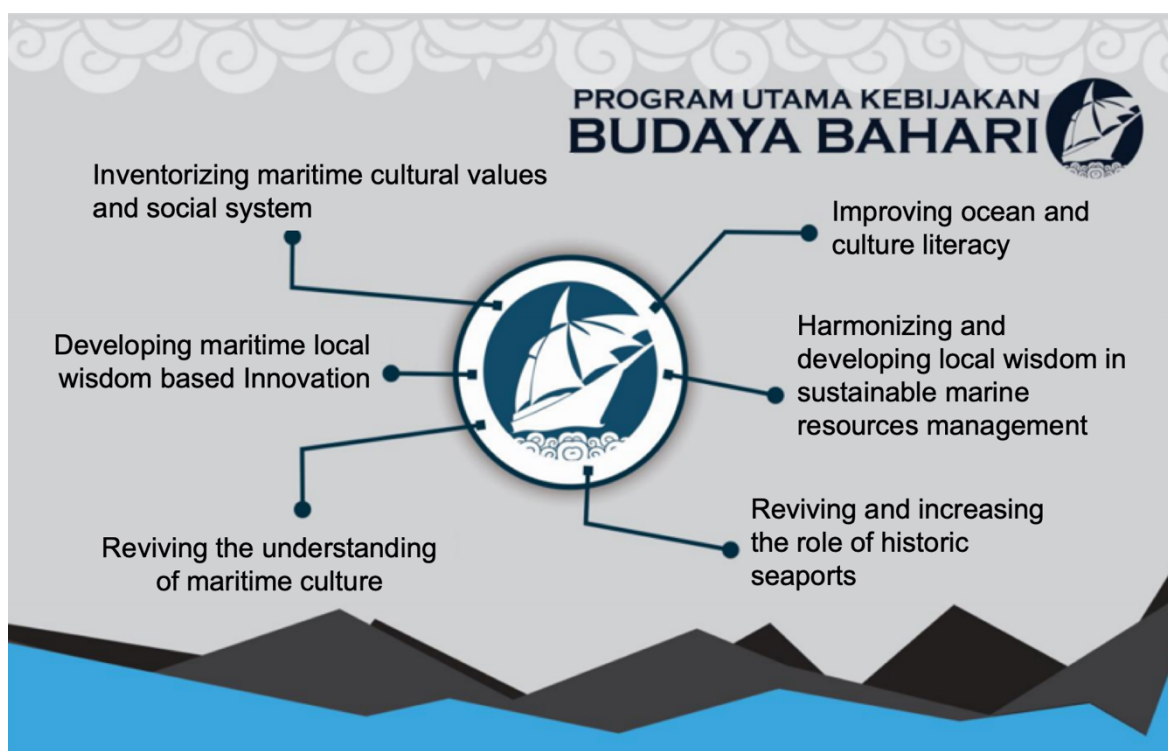 PROGRAM UTAMA KEBIJAKAN
BUDAYA BAHARI
Inventorizing maritime cultural values
and social system
Developing maritime local
wisdom based Innovation
Reviving the understanding
of maritime culture
Improving ocean and
culture literacy
Harmonizing and
developing local wisdom in
sustainable marine
resources management
Reviving and increasing
the role of historic
seaports